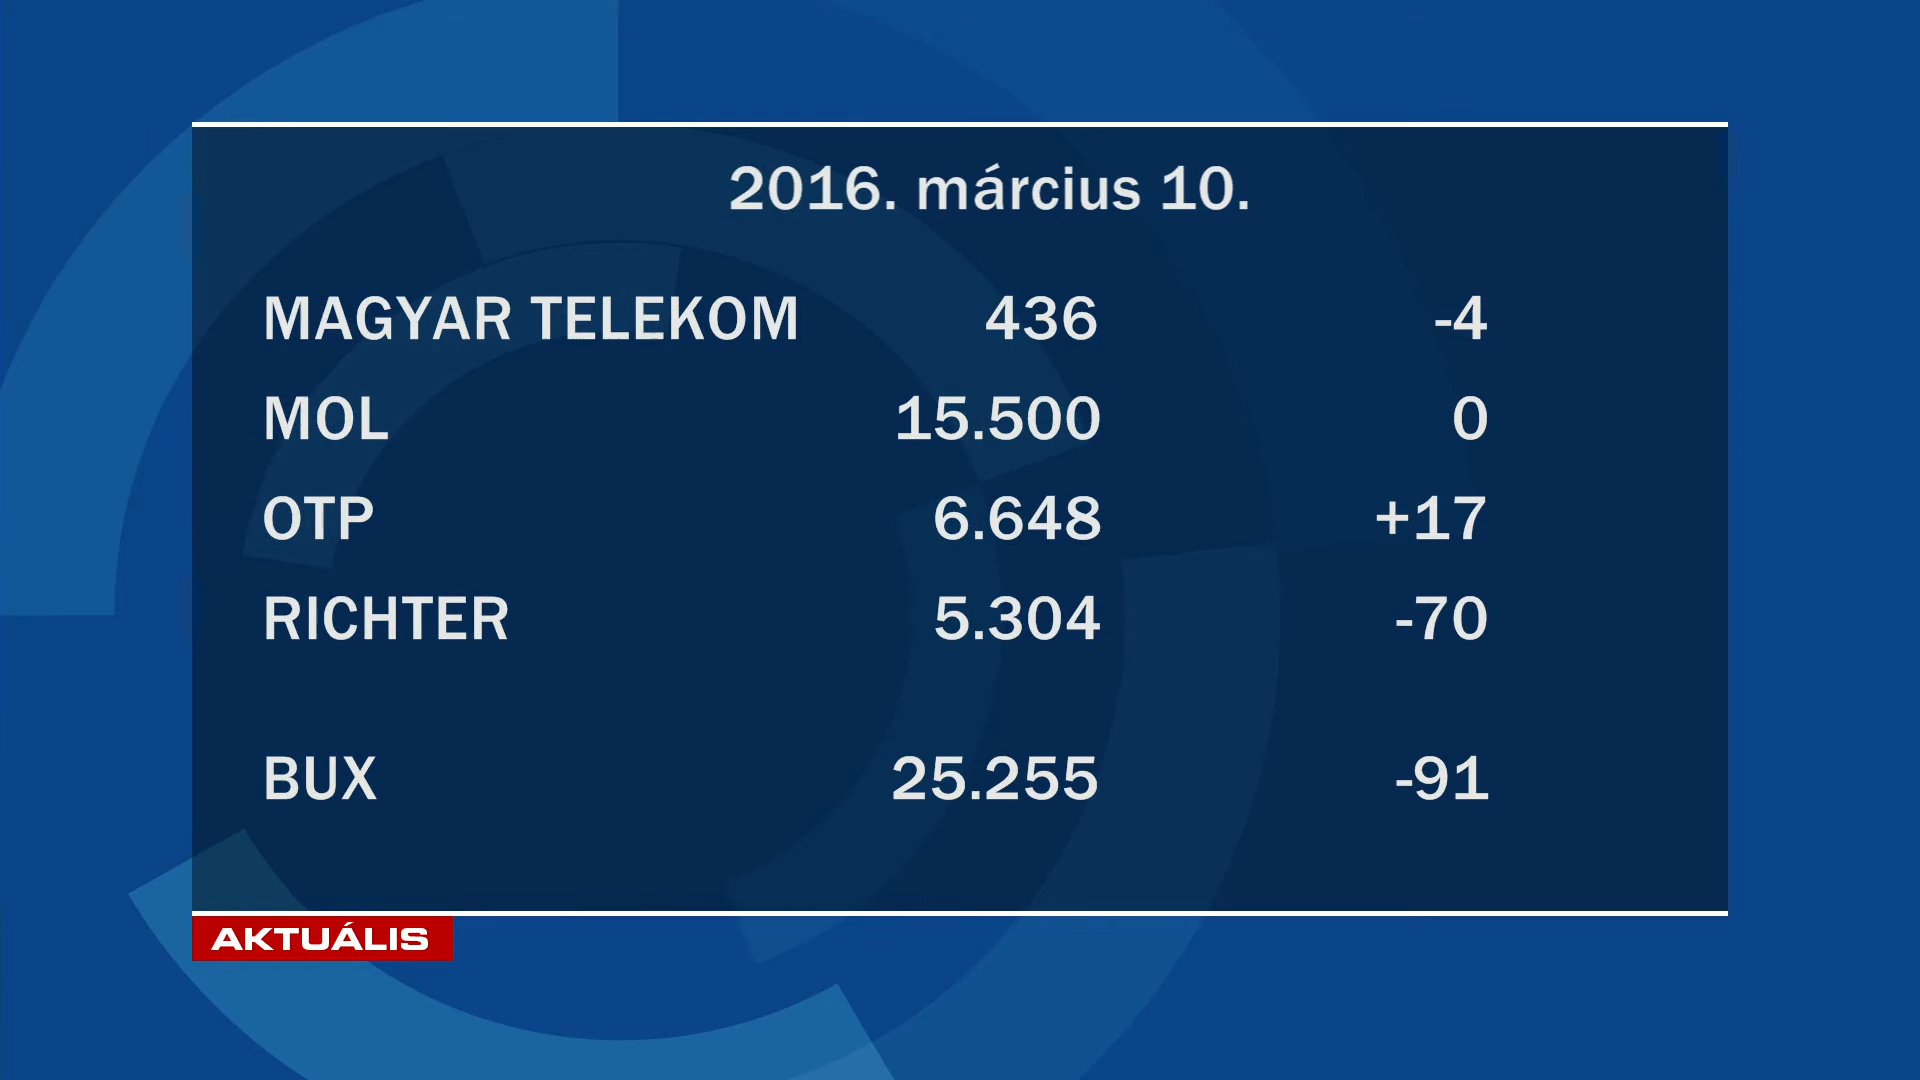 2016. március 10.
MAGYAR TELEKOM 436 -4
MOL 15.500 0
OTP 6.648 +17
RICHTER 5.304 -70
BUX 25.255 -91
AKTUÁLIS